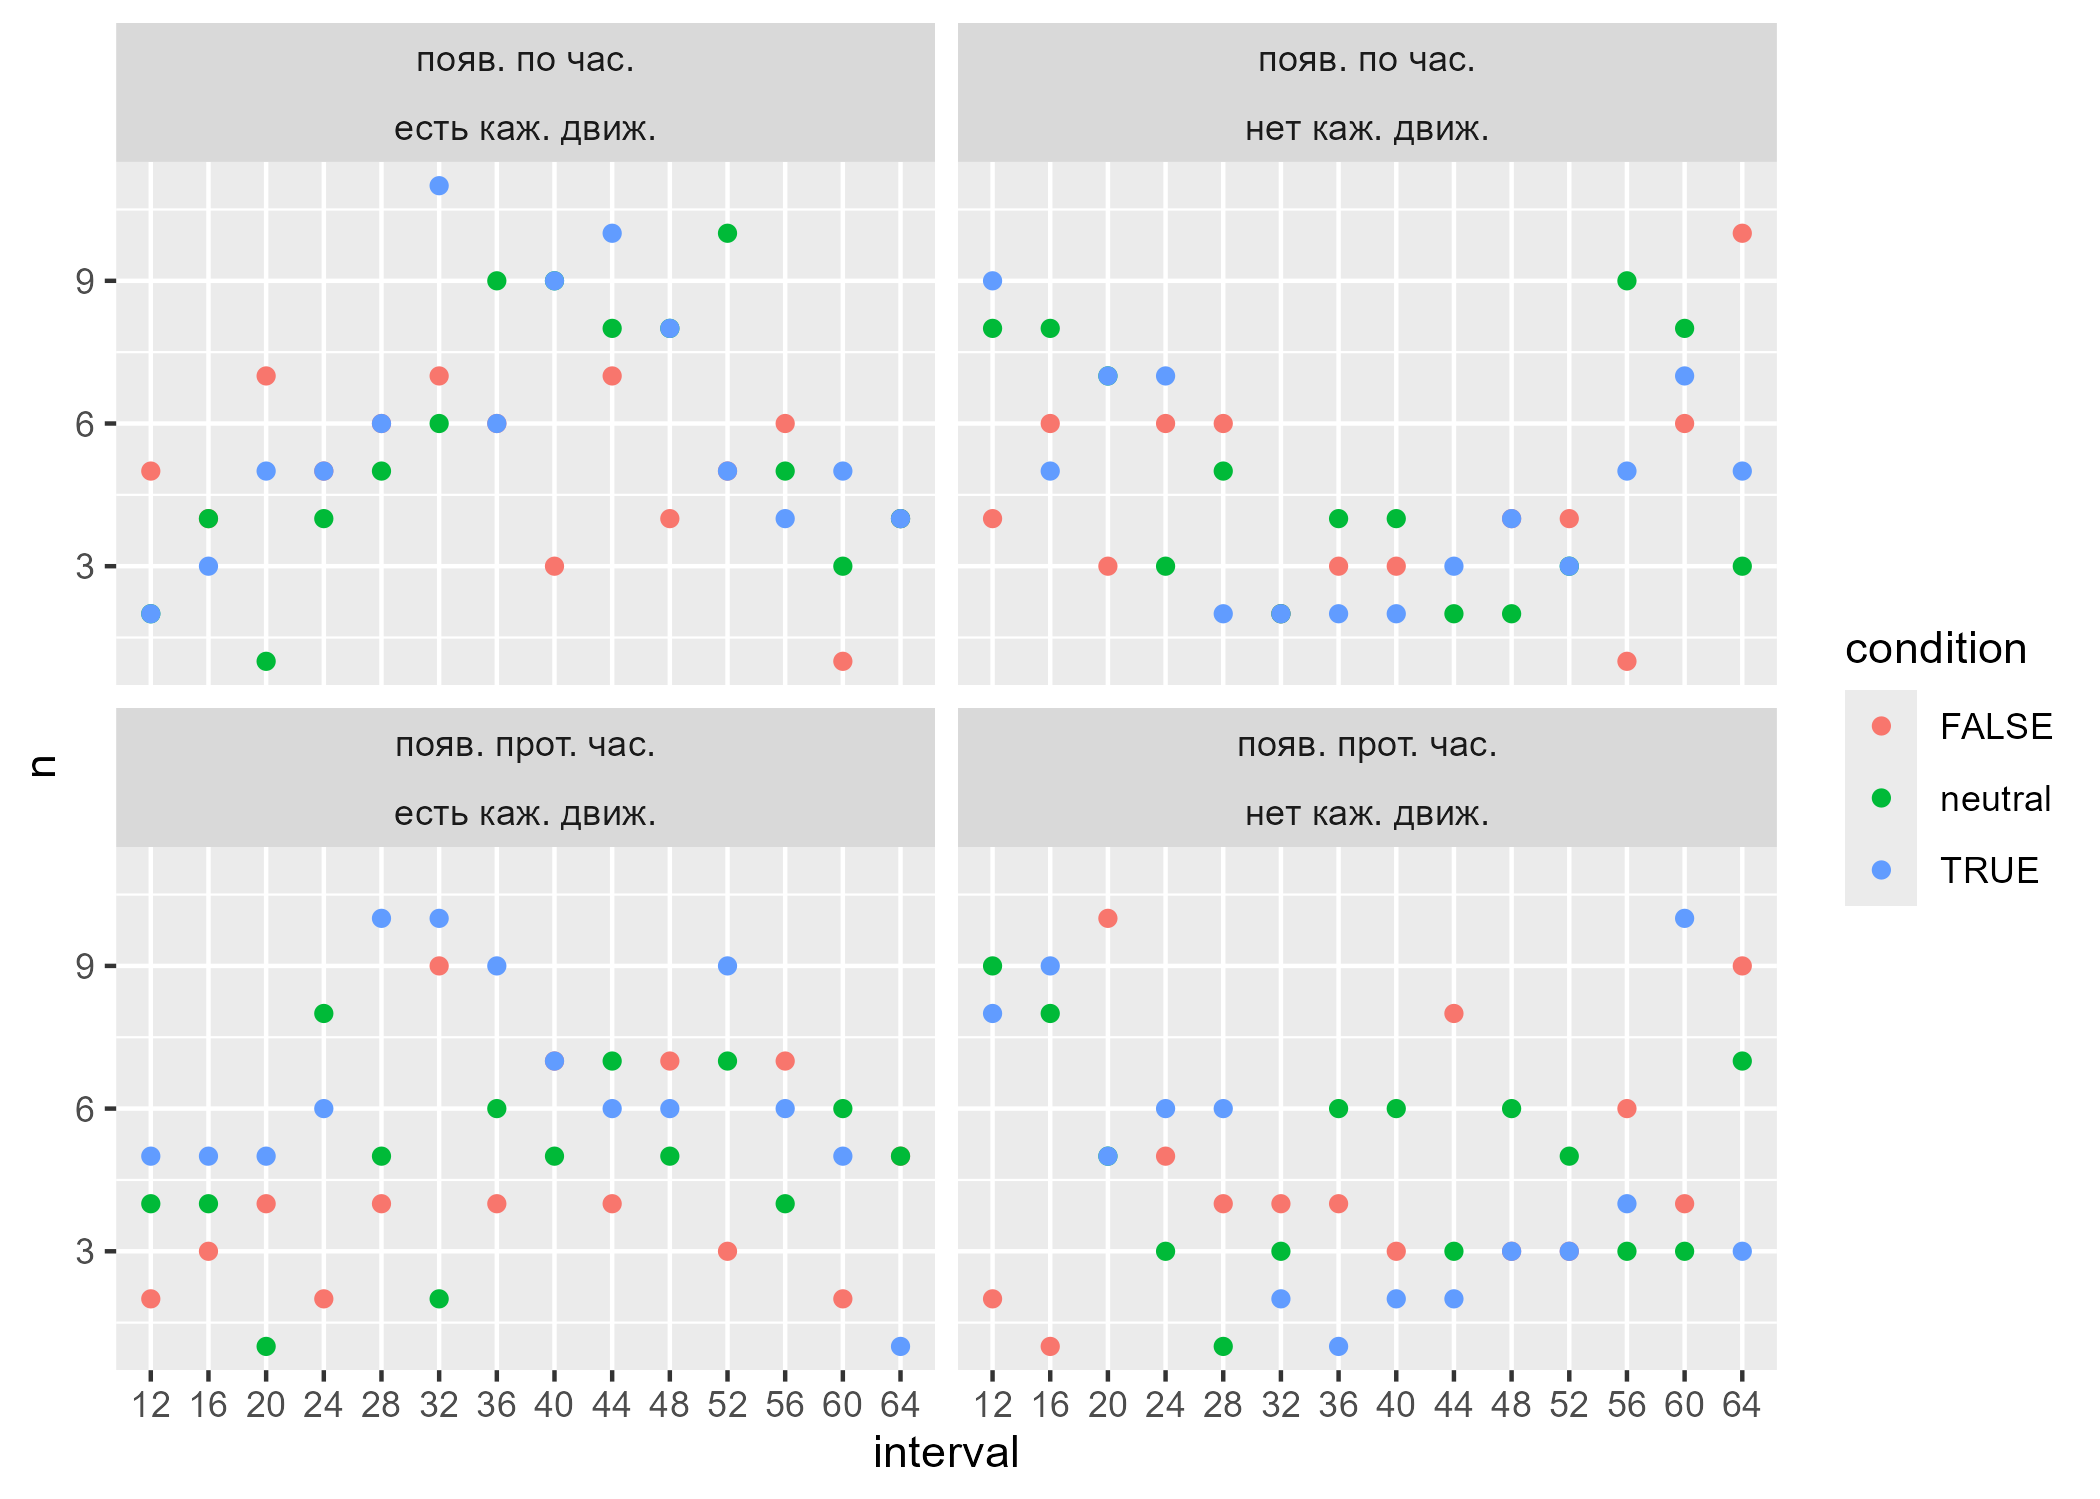 появ. по час.
есть каж. движ.
появ. по час.
нет каж. движ.
9
6
3
появ. прот. час.
есть каж. движ.
появ. прот. час.
нет каж. движ.
9
6
3
n
12 16 20 24 28 32 36 40 44 48 52 56 60 64
12 16 20 24 28 32 36 40 44 48 52 56 60 64
interval
condition
FALSE
neutral
TRUE